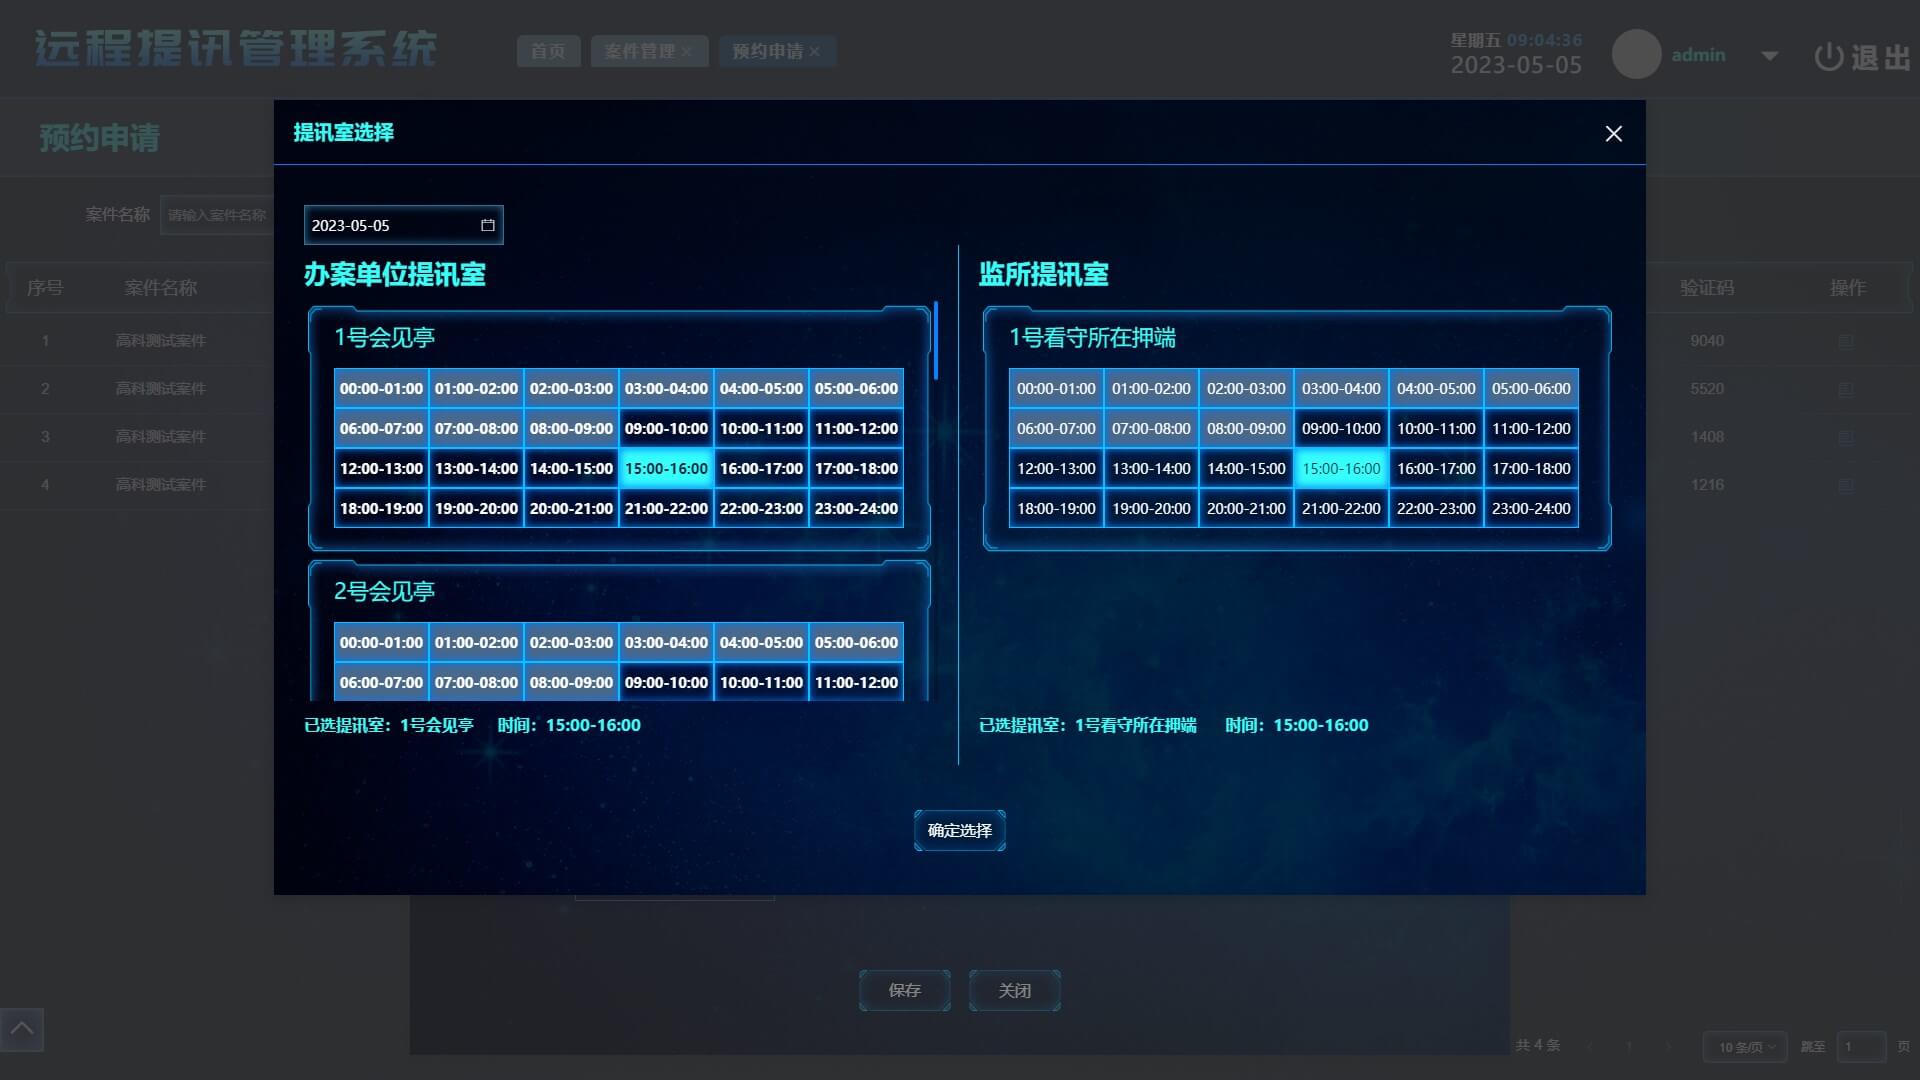 远程提讯管理系统
首页 案件管理 × 预约申请 ×
星期五 09:04:36
2023-05-05
admin
退出
预约申请
提讯室选择
案件名称 请输入案件名称
2023-05-05
办案单位提讯室
监所提讯室
序号 案件名称 验证码 操作
1 高科测试案件 9040
2 高科测试案件 5520
3 高科测试案件 1408
4 高科测试案件 1216
1号会见亭
00:00-01:00 01:00-02:00 02:00-03:00 03:00-04:00 04:00-05:00 05:00-06:00
06:00-07:00 07:00-08:00 08:00-09:00 09:00-10:00 10:00-11:00 11:00-12:00
12:00-13:00 13:00-14:00 14:00-15:00 15:00-16:00 16:00-17:00 17:00-18:00
18:00-19:00 19:00-20:00 20:00-21:00 21:00-22:00 22:00-23:00 23:00-24:00
2号会见亭
00:00-01:00 01:00-02:00 02:00-03:00 03:00-04:00 04:00-05:00 05:00-06:00
06:00-07:00 07:00-08:00 08:00-09:00 09:00-10:00 10:00-11:00 11:00-12:00
已选提讯室：1号会见亭 时间：15:00-16:00
1号看守所在押端
00:00-01:00 01:00-02:00 02:00-03:00 03:00-04:00 04:00-05:00 05:00-06:00
06:00-07:00 07:00-08:00 08:00-09:00 09:00-10:00 10:00-11:00 11:00-12:00
12:00-13:00 13:00-14:00 14:00-15:00 15:00-16:00 16:00-17:00 17:00-18:00
18:00-19:00 19:00-20:00 20:00-21:00 21:00-22:00 22:00-23:00 23:00-24:00
已选提讯室：1号看守所在押端 时间：15:00-16:00
确定选择
保存 关闭
共 4 条 1 10 条/页 跳至 1 页